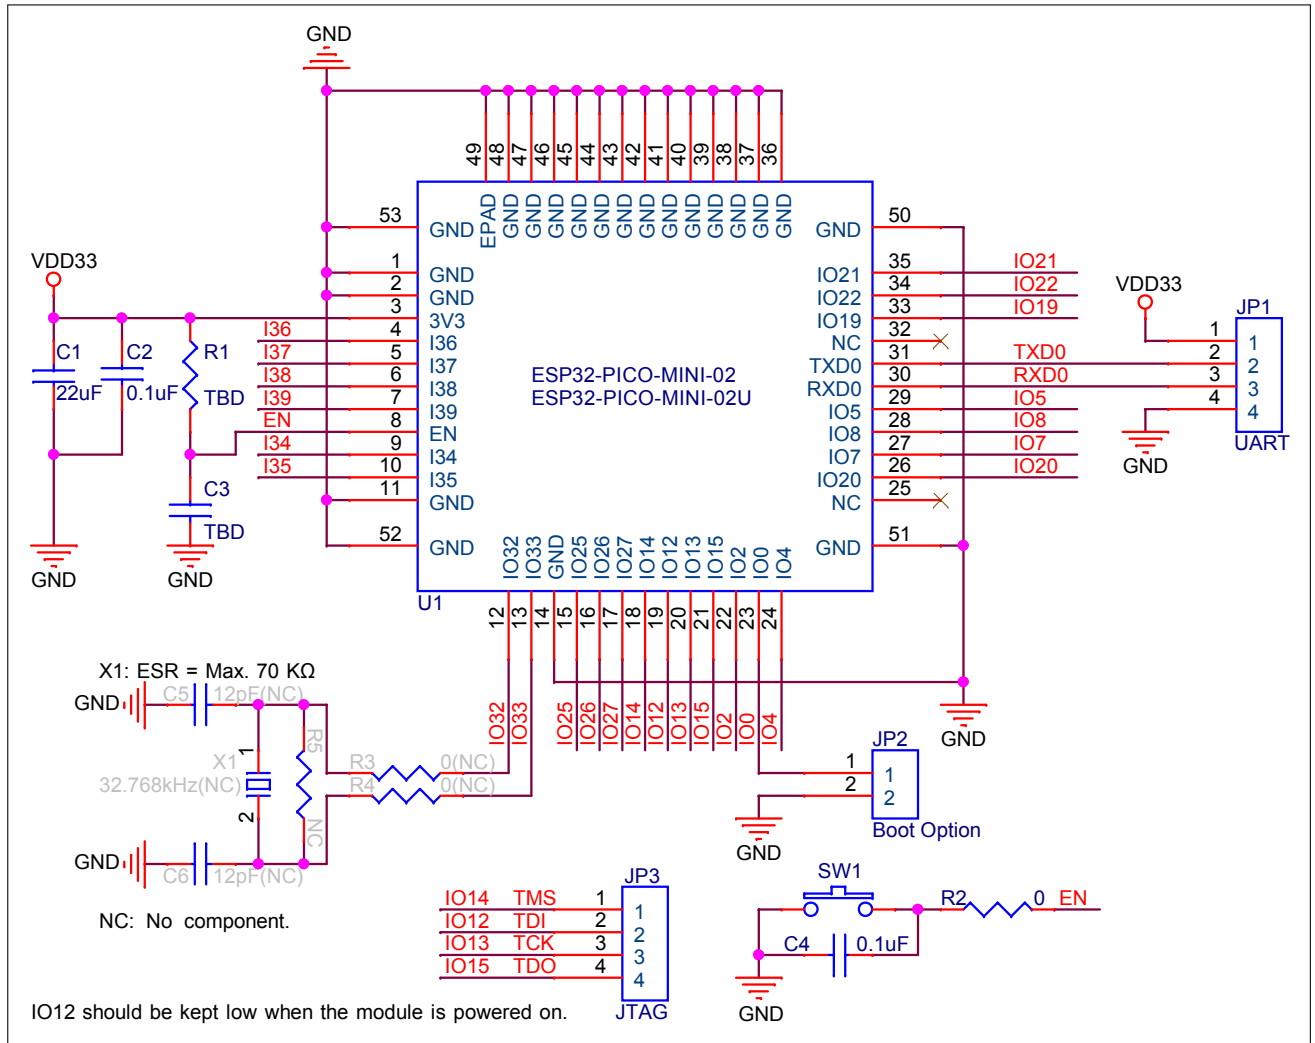 GND
49 48 47 46 45 44 43 42 41 40 39 38 37 36
EPAD GND GND GND GND GND GND GND GND GND GND GND GND GND
53 GND
GND 50
VDD33
1 GND
2 GND
3 3V3
I36 4 I36
I37 5 I37
I38 6 I38
I39 7 I39
EN 8 EN
I34 9 I34
I35 10 I35
11 GND
52 GND
C1
22uF
C2
0.1uF
R1
TBD
C3
TBD
GND
GND
ESP32-PICO-MINI-02
ESP32-PICO-MINI-02U
IO21 35 IO21
IO22 34 IO22
IO19 33 IO19
NC 32
TXD0 31 TXD0
RXD0 30 RXD0
IO5 29 IO5
IO8 28 IO8
IO7 27 IO7
IO20 26 IO20
NC 25
GND 51
VDD33
JP1
1 1
2 2
3 3
4 4
UART
GND
IO32 IO33 GND IO25 IO26 IO27 IO14 IO12 IO13 IO15 IO2 IO0 IO4
U1
12 13 14 15 16 17 18 19 20 21 22 23 24
IO32 IO33 IO25 IO26 IO27 IO14 IO12 IO13 IO15 IO2 IO0 IO4
GND
X1: ESR = Max. 70 KΩ
GND C5 12pF(NC)
X1
32.768kHz(NC)
1
2
R5
NC
R3 0(NC)
R4 0(NC)
GND C6 12pF(NC)
NC: No component.
JP2
1 1
2 2
Boot Option
GND
JP3
IO14 TMS 1 1
IO12 TDI 2 2
IO13 TCK 3 3
IO15 TDO 4 4
JTAG
SW1
R2 0 EN
C4 0.1uF
GND
IO12 should be kept low when the module is powered on.